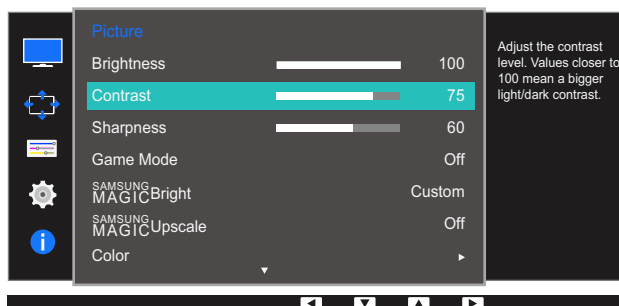 Picture
Brightness 100
Contrast 75
Sharpness 60
Game Mode Off
SAMSUNG MAGIC Bright Custom
SAMSUNG MAGIC Upscale Off
Color
Adjust the contrast
level. Values closer to
100 mean a bigger
light/dark contrast.